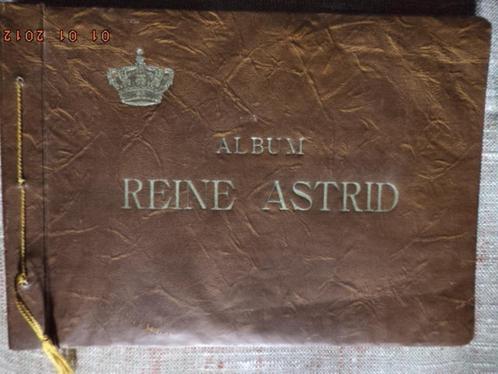 01 01 2012
ALBUM
REINE ASTRID